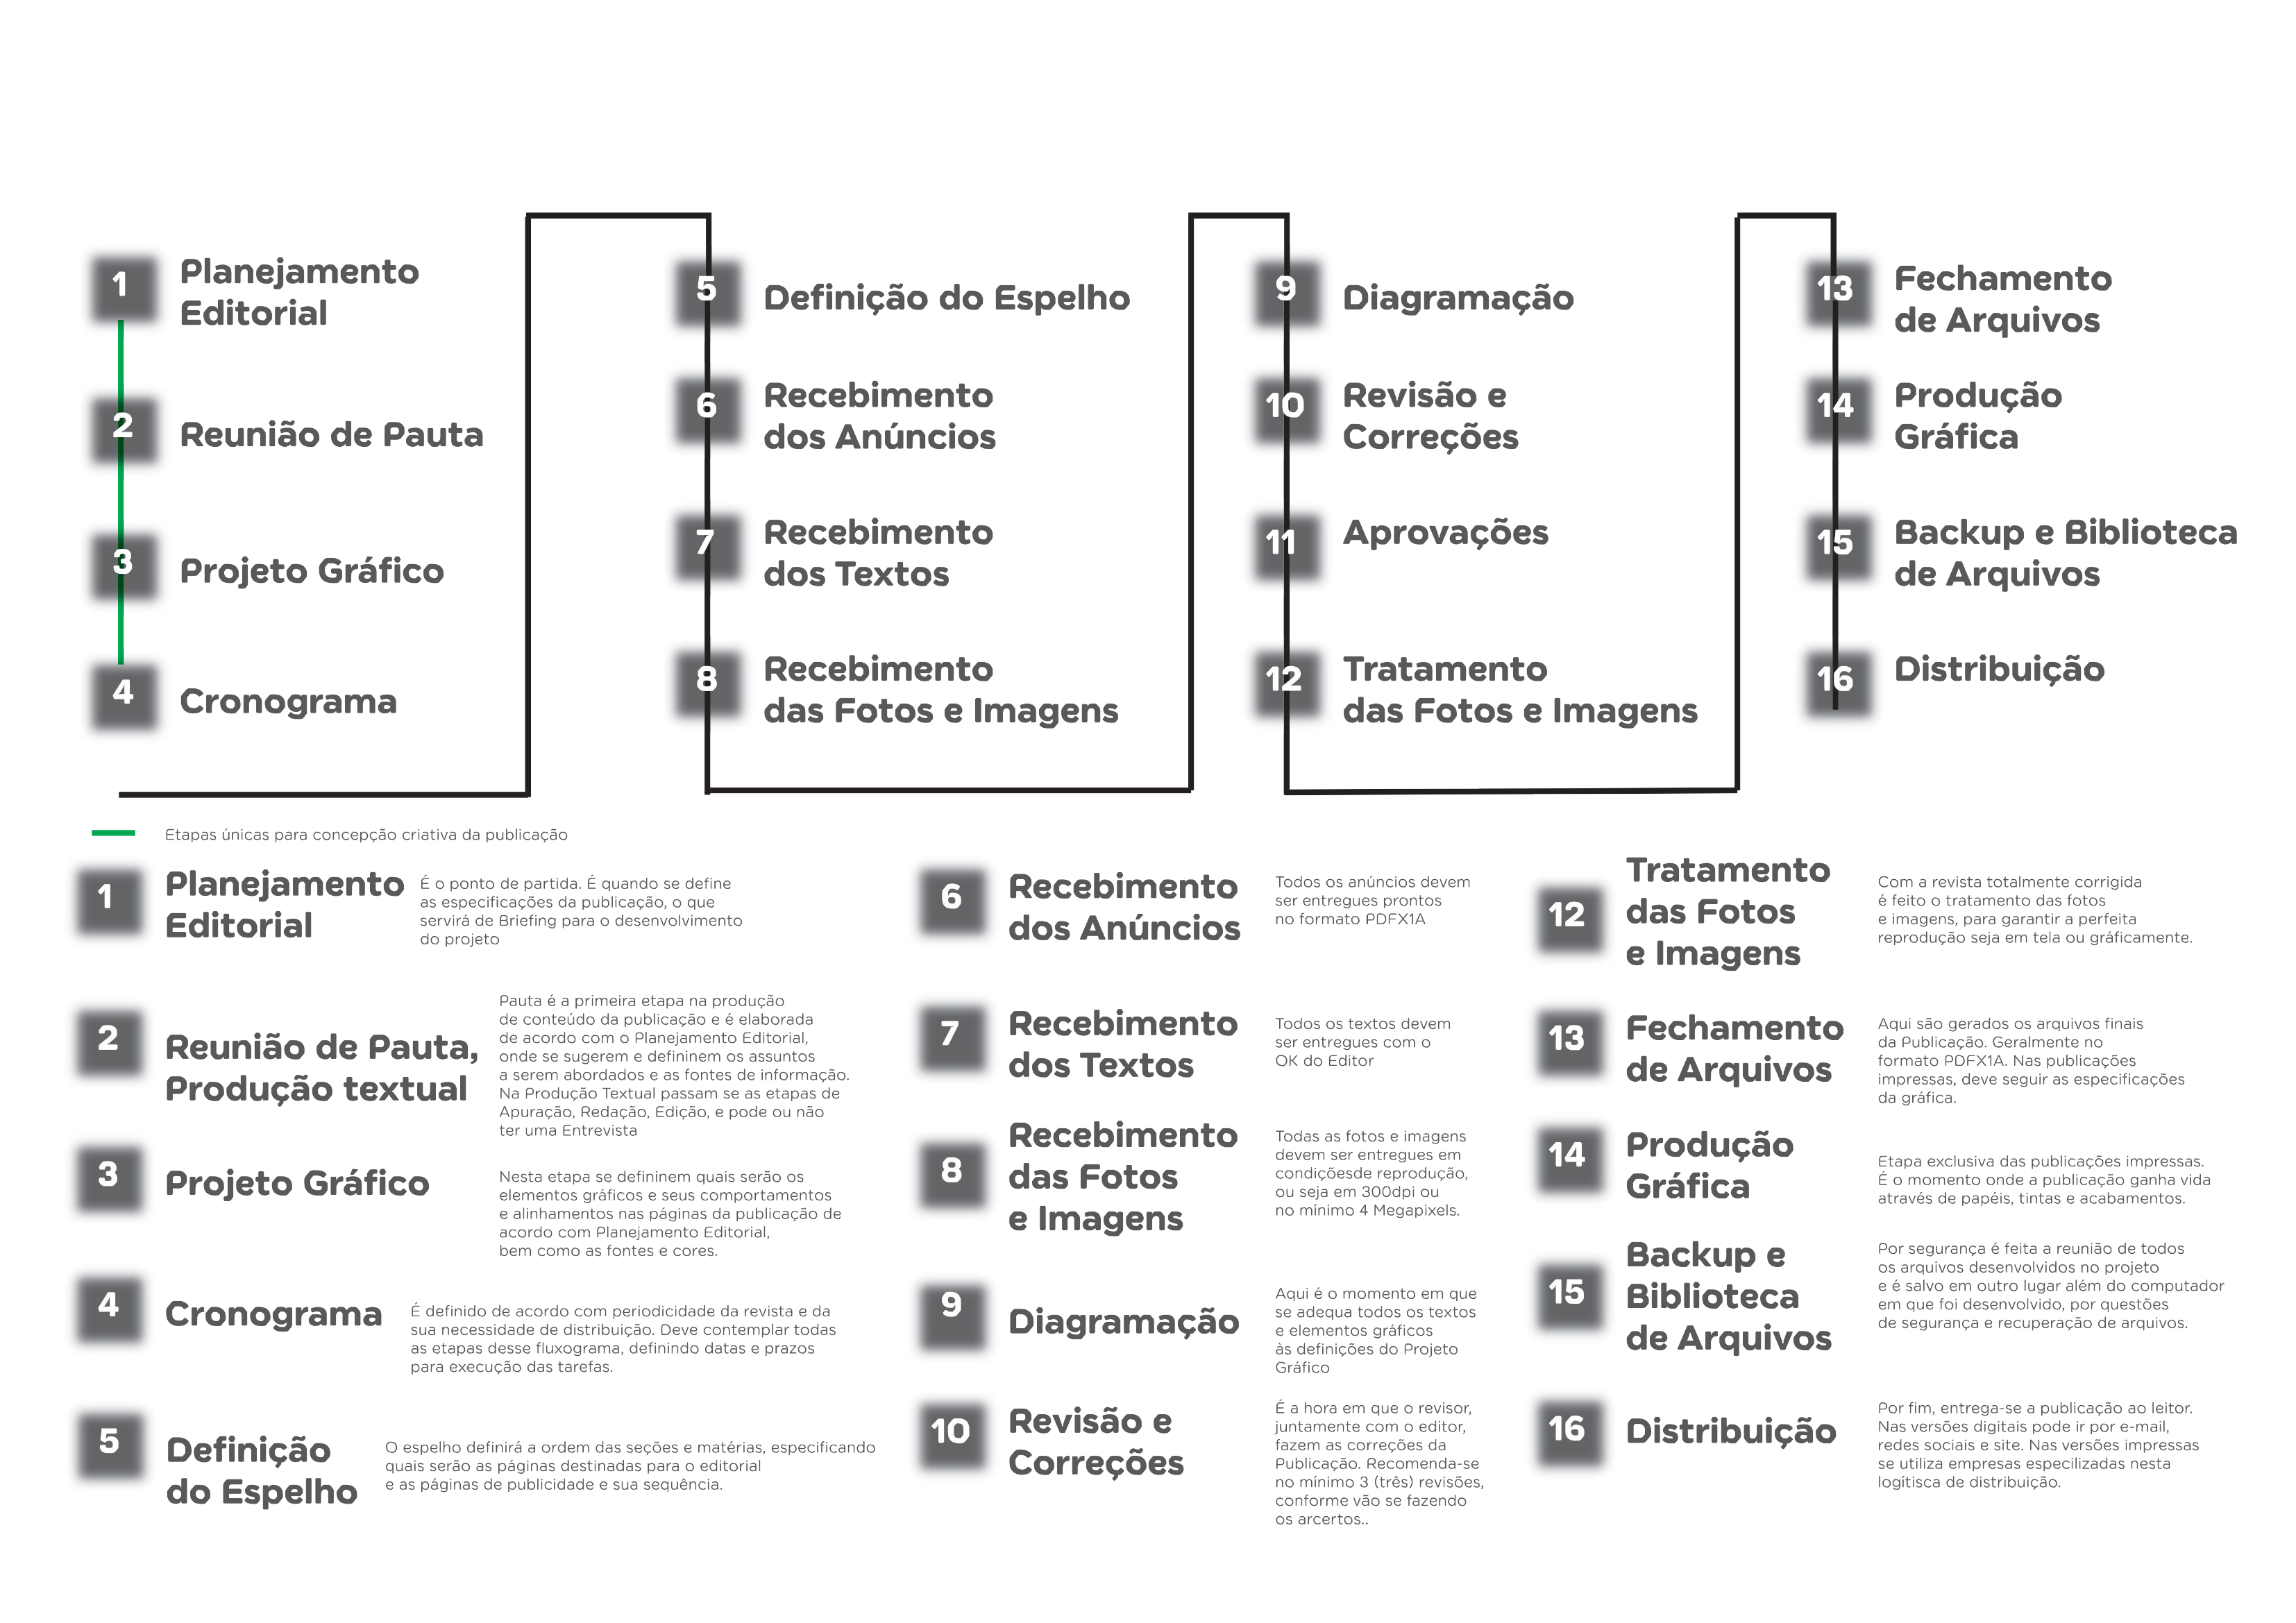 1
Planejamento
Editorial
2
Reunião de Pauta
3
Projeto Gráfico
4
Cronograma
5
Definição do Espelho
6
Recebimento
dos Anúncios
7
Recebimento
dos Textos
8
Recebimento
das Fotos e Imagens
9
Diagramação
10
Revisão e
Correções
11
Aprovações
12
Tratamento
das Fotos e Imagens
13
Fechamento
de Arquivos
14
Produção
Gráfica
15
Backup e Biblioteca
de Arquivos
16
Distribuição
Etapas únicas para concepção criativa da publicação
1
Planejamento
Editorial
É o ponto de partida. É quando se define
as especificações da publicação, o que
servirá de Briefing para o desenvolvimento
do projeto
2
Reunião de Pauta,
Produção textual
Pauta é a primeira etapa na produção
de conteúdo da publicação e é elaborada
de acordo com o Planejamento Editorial,
onde se sugerem e defininem os assuntos
a serem abordados e as fontes de informação.
Na Produção Textual passam se as etapas de
Apuração, Redação, Edição, e pode ou não
ter uma Entrevista
3
Projeto Gráfico
Nesta etapa se defininem quais serão os
elementos gráficos e seus comportamentos
e alinhamentos nas páginas da publicação de
acordo com Planejamento Editorial,
bem como as fontes e cores.
4
Cronograma
É definido de acordo com periodicidade da revista e da
sua necessidade de distribuição. Deve contemplar todas
as etapas desse fluxograma, definindo datas e prazos
para execução das tarefas.
5
Definição
do Espelho
O espelho definirá a ordem das seções e matérias, especificando
quais serão as páginas destinadas para o editorial
e as páginas de publicidade e sua sequência.
6
Recebimento
dos Anúncios
Todos os anúncios devem
ser entregues prontos
no formato PDFX1A
7
Recebimento
dos Textos
Todos os textos devem
ser entregues com o
OK do Editor
8
Recebimento
das Fotos
e Imagens
Todas as fotos e imagens
devem ser entregues em
condiçõesde reprodução,
ou seja em 300dpi ou
no mínimo 4 Megapixels.
9
Diagramação
Aqui é o momento em que
se adequa todos os textos
e elementos gráficos
às definições do Projeto
Gráfico
10
Revisão e
Correções
É a hora em que o revisor,
juntamente com o editor,
fazem as correções da
Publicação. Recomenda-se
no mínimo 3 (três) revisões,
conforme vão se fazendo
os arcertos..
12
Tratamento
das Fotos
e Imagens
Com a revista totalmente corrigida
é feito o tratamento das fotos
e imagens, para garantir a perfeita
reprodução seja em tela ou gráficamente.
13
Fechamento
de Arquivos
Aqui são gerados os arquivos finais
da Publicação. Geralmente no
formato PDFX1A. Nas publicações
impressas, deve seguir as especificações
da gráfica.
14
Produção
Gráfica
Etapa exclusiva das publicações impressas.
É o momento onde a publicação ganha vida
através de papéis, tintas e acabamentos.
15
Backup e
Biblioteca
de Arquivos
Por segurança é feita a reunião de todos
os arquivos desenvolvidos no projeto
e é salvo em outro lugar além do computador
em que foi desenvolvido, por questões
de segurança e recuperação de arquivos.
16
Distribuição
Por fim, entrega-se a publicação ao leitor.
Nas versões digitais pode ir por e-mail,
redes sociais e site. Nas versões impressas
se utiliza empresas especilizadas nesta
logítisca de distribuição.